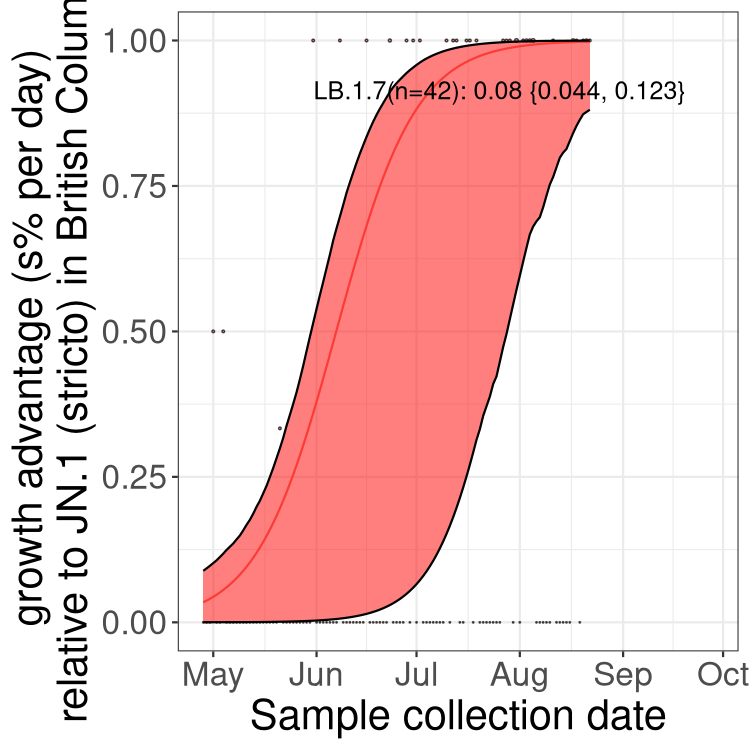 growth advantage (s% per day)
relative to JN.1 (stricto) in British Colum
1.00
0.75
0.50
0.25
0.00
LB.1.7(n=42): 0.08 {0.044, 0.123}
May Jun Jul Aug Sep Oct
Sample collection date